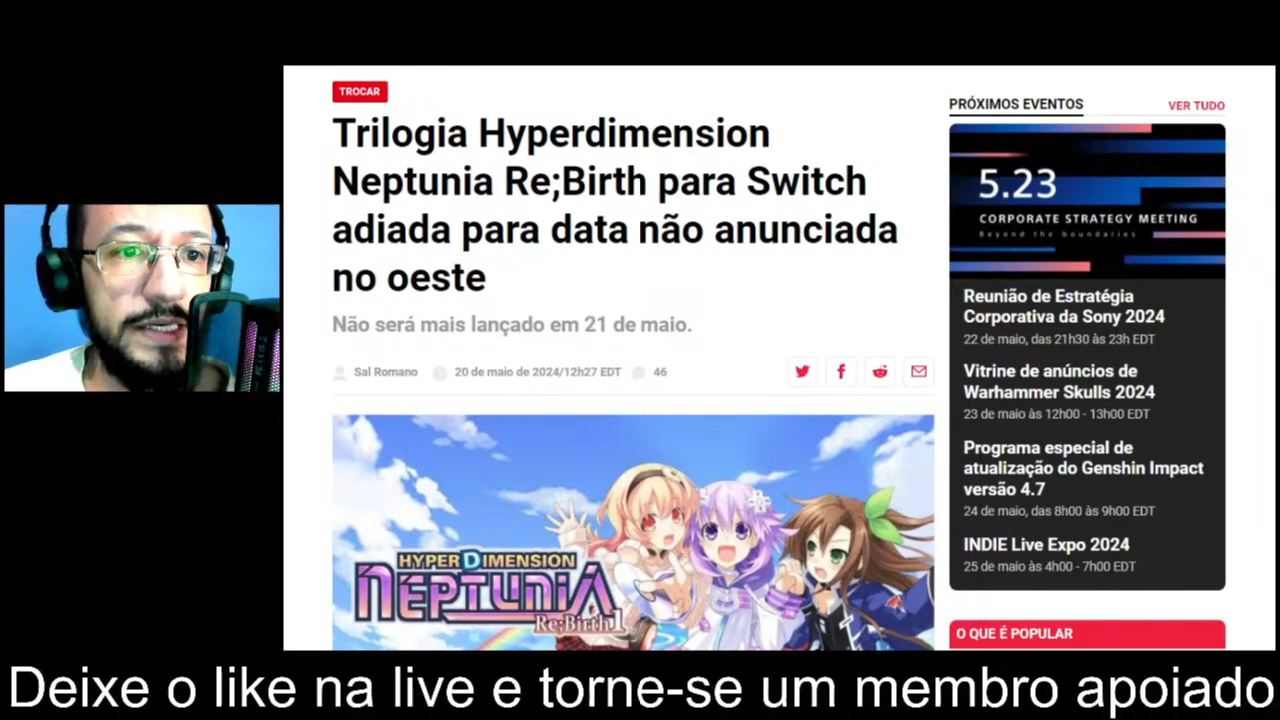 TROCAR
Trilogia Hyperdimension
Neptunia Re;Birth para Switch
adiada para data não anunciada
no oeste
Não será mais lançado em 21 de maio.
Sal Romano
20 de maio de 2024/12h27 EDT
46
HYPERDIMENSION
NEPTUNIA
Re;Birth1
PRÓXIMOS EVENTOS
VER TUDO
5.23
CORPORATE STRATEGY MEETING
Beyond the boundaries
Reunião de Estratégia
Corporativa da Sony 2024
22 de maio, das 21h30 às 23h EDT
Vitrine de anúncios de
Warhammer Skulls 2024
23 de maio às 12h00 - 13h00 EDT
Programa especial de
atualização do Genshin Impact
versão 4.7
24 de maio, das 8h00 às 9h00 EDT
INDIE Live Expo 2024
25 de maio às 4h00 - 7h00 EDT
O QUE É POPULAR
Deixe o like na live e torne-se um membro apoiado